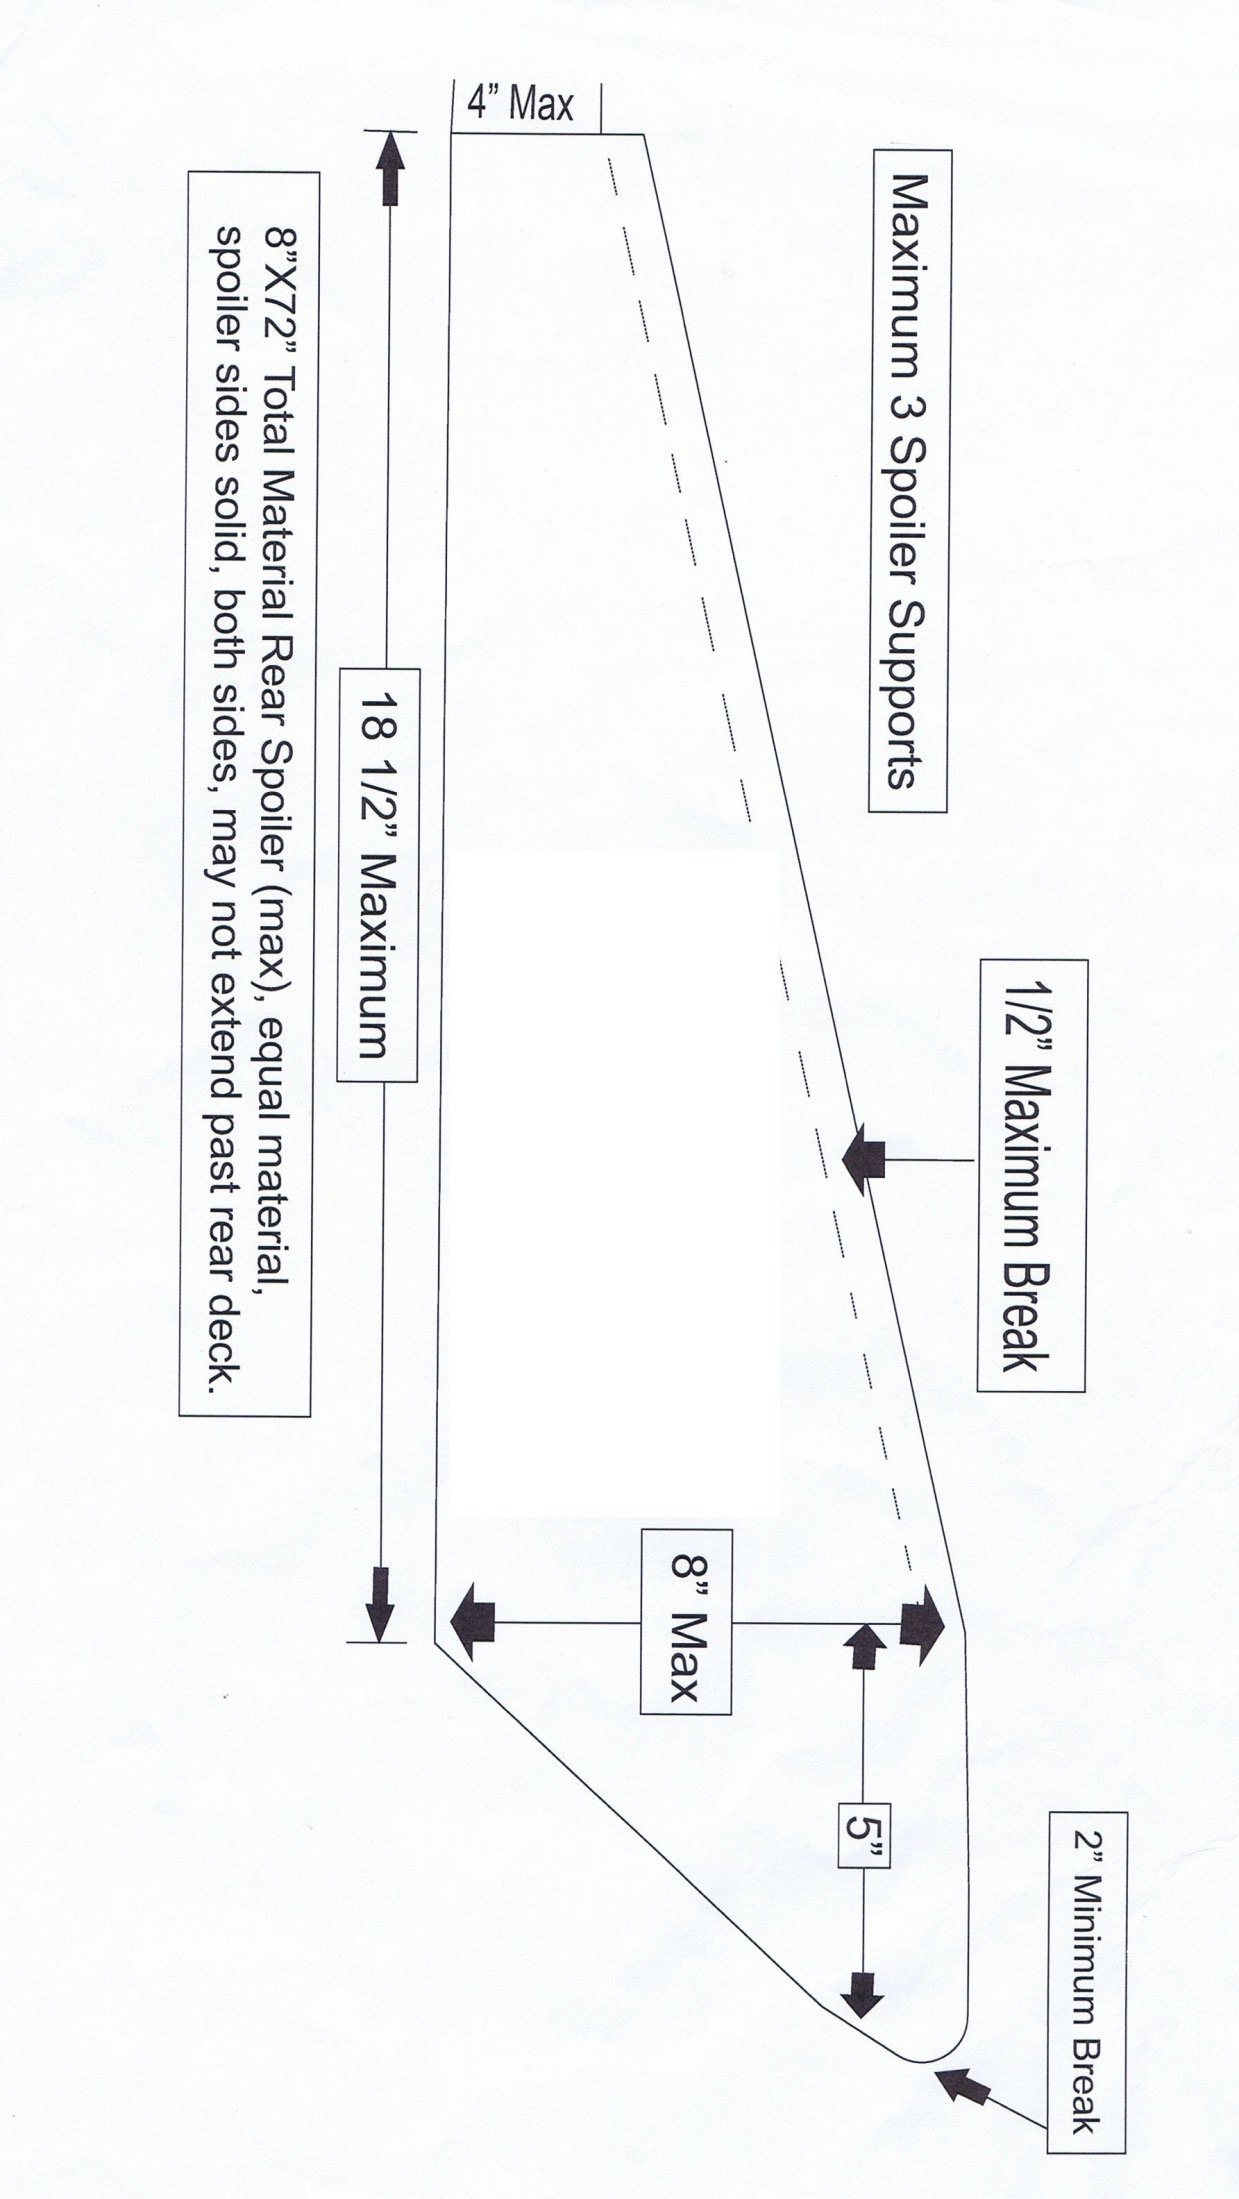 2” Minimum Break
1/2” Maximum Break
Maximum 3 Spoiler Supports
5”
8” Max
4” Max
18 1/2” Maximum
8”X72” Total Material Rear Spoiler (max), equal material,
spoiler sides solid, both sides, may not extend past rear deck.